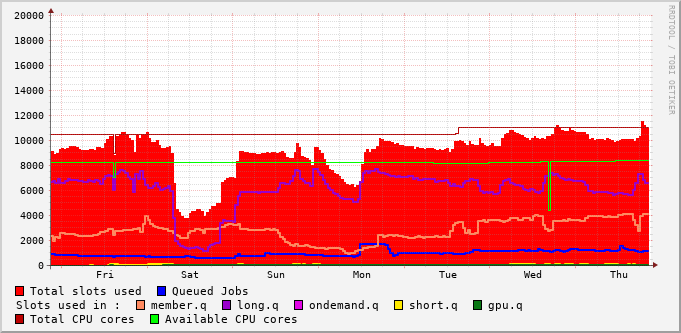 RRDTOOL / TOBI OETIKER
20000
18000
16000
14000
12000
10000
8000
6000
4000
2000
0
Fri Sat Sun Mon Tue Wed Thu
Total slots used Queued Jobs
Slots used in : member.q long.q ondemand.q short.q gpu.q
Total CPU cores Available CPU cores